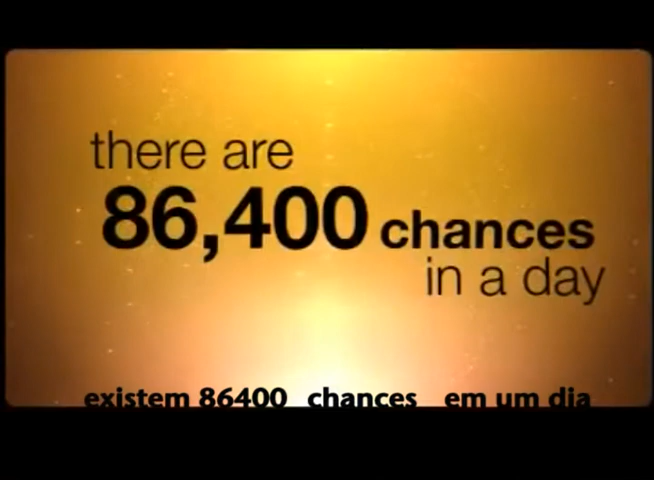 there are
86,400 chances
in a day
existem 86400 chances em um dia